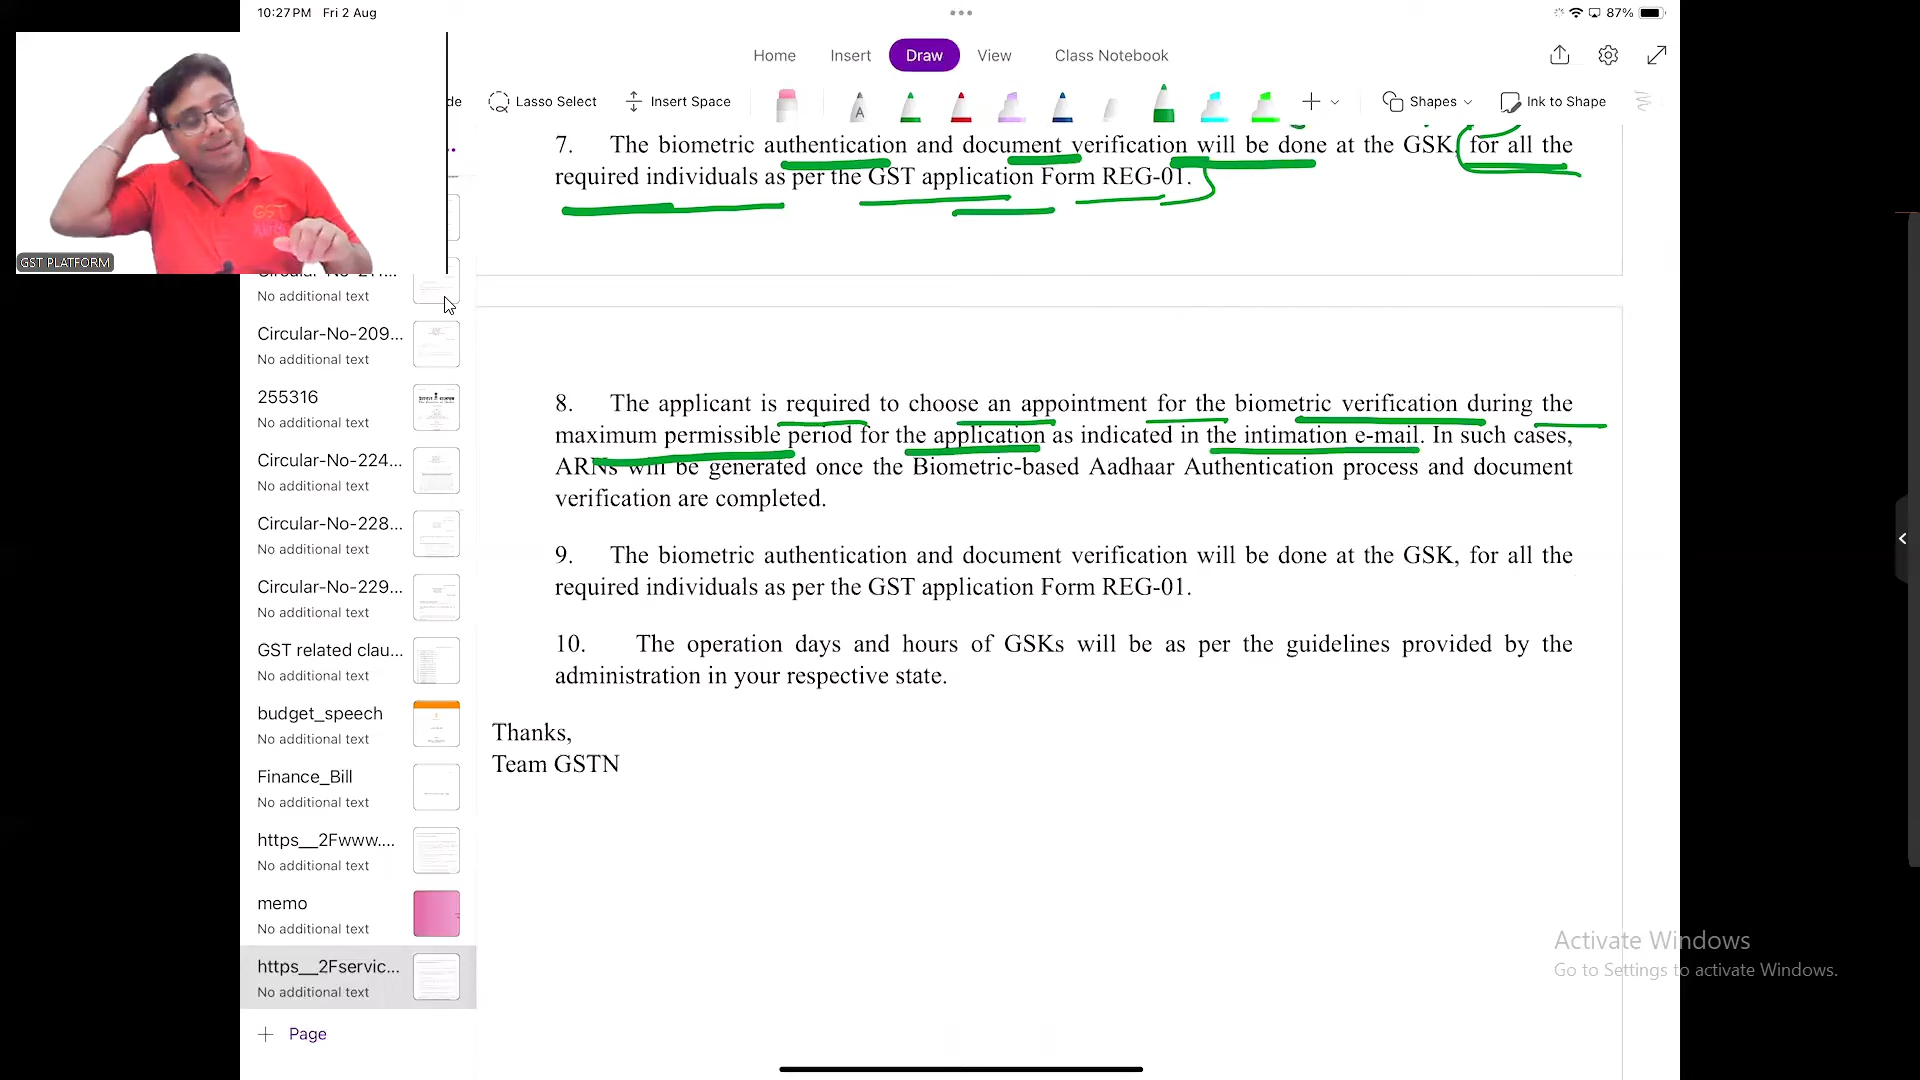 10:27PM Fri 2 Aug
87%
Home Insert Draw View Class Notebook
de Lasso Select Insert Space A Shapes Ink to Shape
GST
GST PLATFORM
7. The biometric authentication and document verification will be done at the GSK, for all the
required individuals as per the GST application Form REG-01.
No additional text
Circular-No-209...
No additional text
255316
No additional text
Circular-No-224...
No additional text
Circular-No-228...
No additional text
Circular-No-229...
No additional text
GST related clau...
No additional text
budget_speech
No additional text
Finance_Bill
No additional text
https__2Fwww....
No additional text
memo
No additional text
https__2Fservic...
No additional text
Page
8. The applicant is required to choose an appointment for the biometric verification during the
maximum permissible period for the application as indicated in the intimation e-mail. In such cases,
ARNs will be generated once the Biometric-based Aadhaar Authentication process and document
verification are completed.
9. The biometric authentication and document verification will be done at the GSK, for all the
required individuals as per the GST application Form REG-01.
10. The operation days and hours of GSKs will be as per the guidelines provided by the
administration in your respective state.
Thanks,
Team GSTN
Activate Windows
Go to Settings to activate Windows.